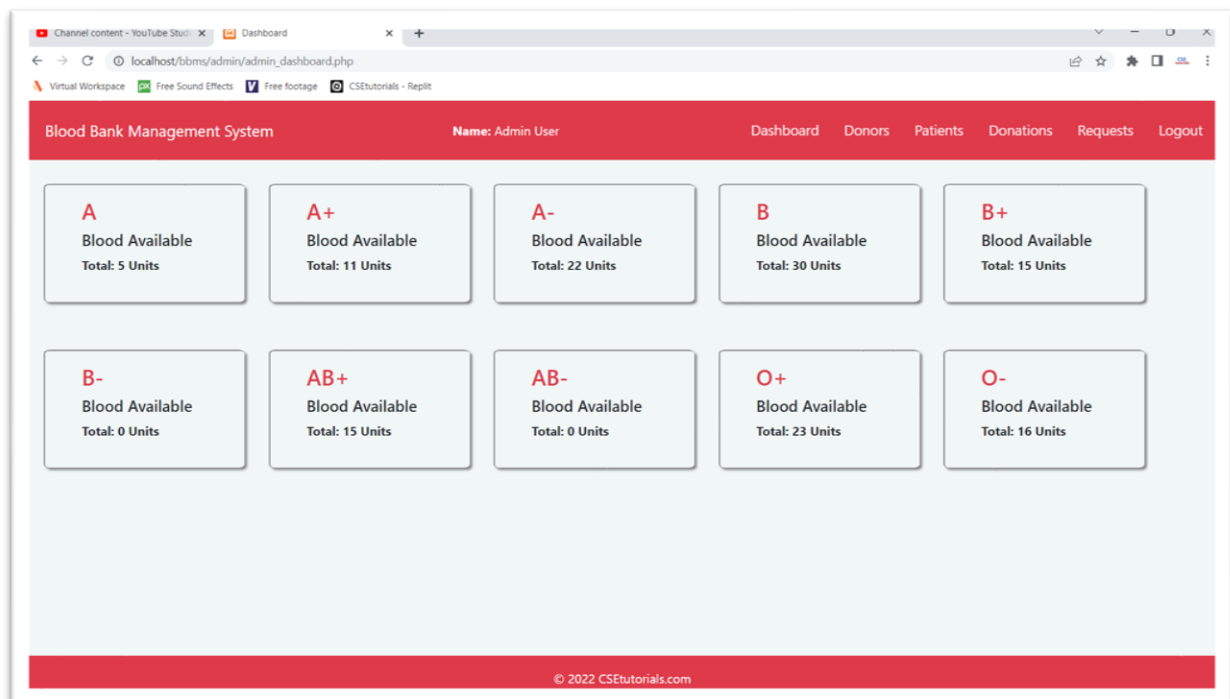 Channel content - YouTube Studi
Dashboard
localhost/bbms/admin/admin_dashboard.php
Virtual Workspace
Free Sound Effects
Free footage
CSEtutorials - Replit
Blood Bank Management System
Name: Admin User
Dashboard
Donors
Patients
Donations
Requests
Logout
A
Blood Available
Total: 5 Units
A+
Blood Available
Total: 11 Units
A-
Blood Available
Total: 22 Units
B
Blood Available
Total: 30 Units
B+
Blood Available
Total: 15 Units
B-
Blood Available
Total: 0 Units
AB+
Blood Available
Total: 15 Units
AB-
Blood Available
Total: 0 Units
O+
Blood Available
Total: 23 Units
O-
Blood Available
Total: 16 Units
© 2022 CSEtutorials.com